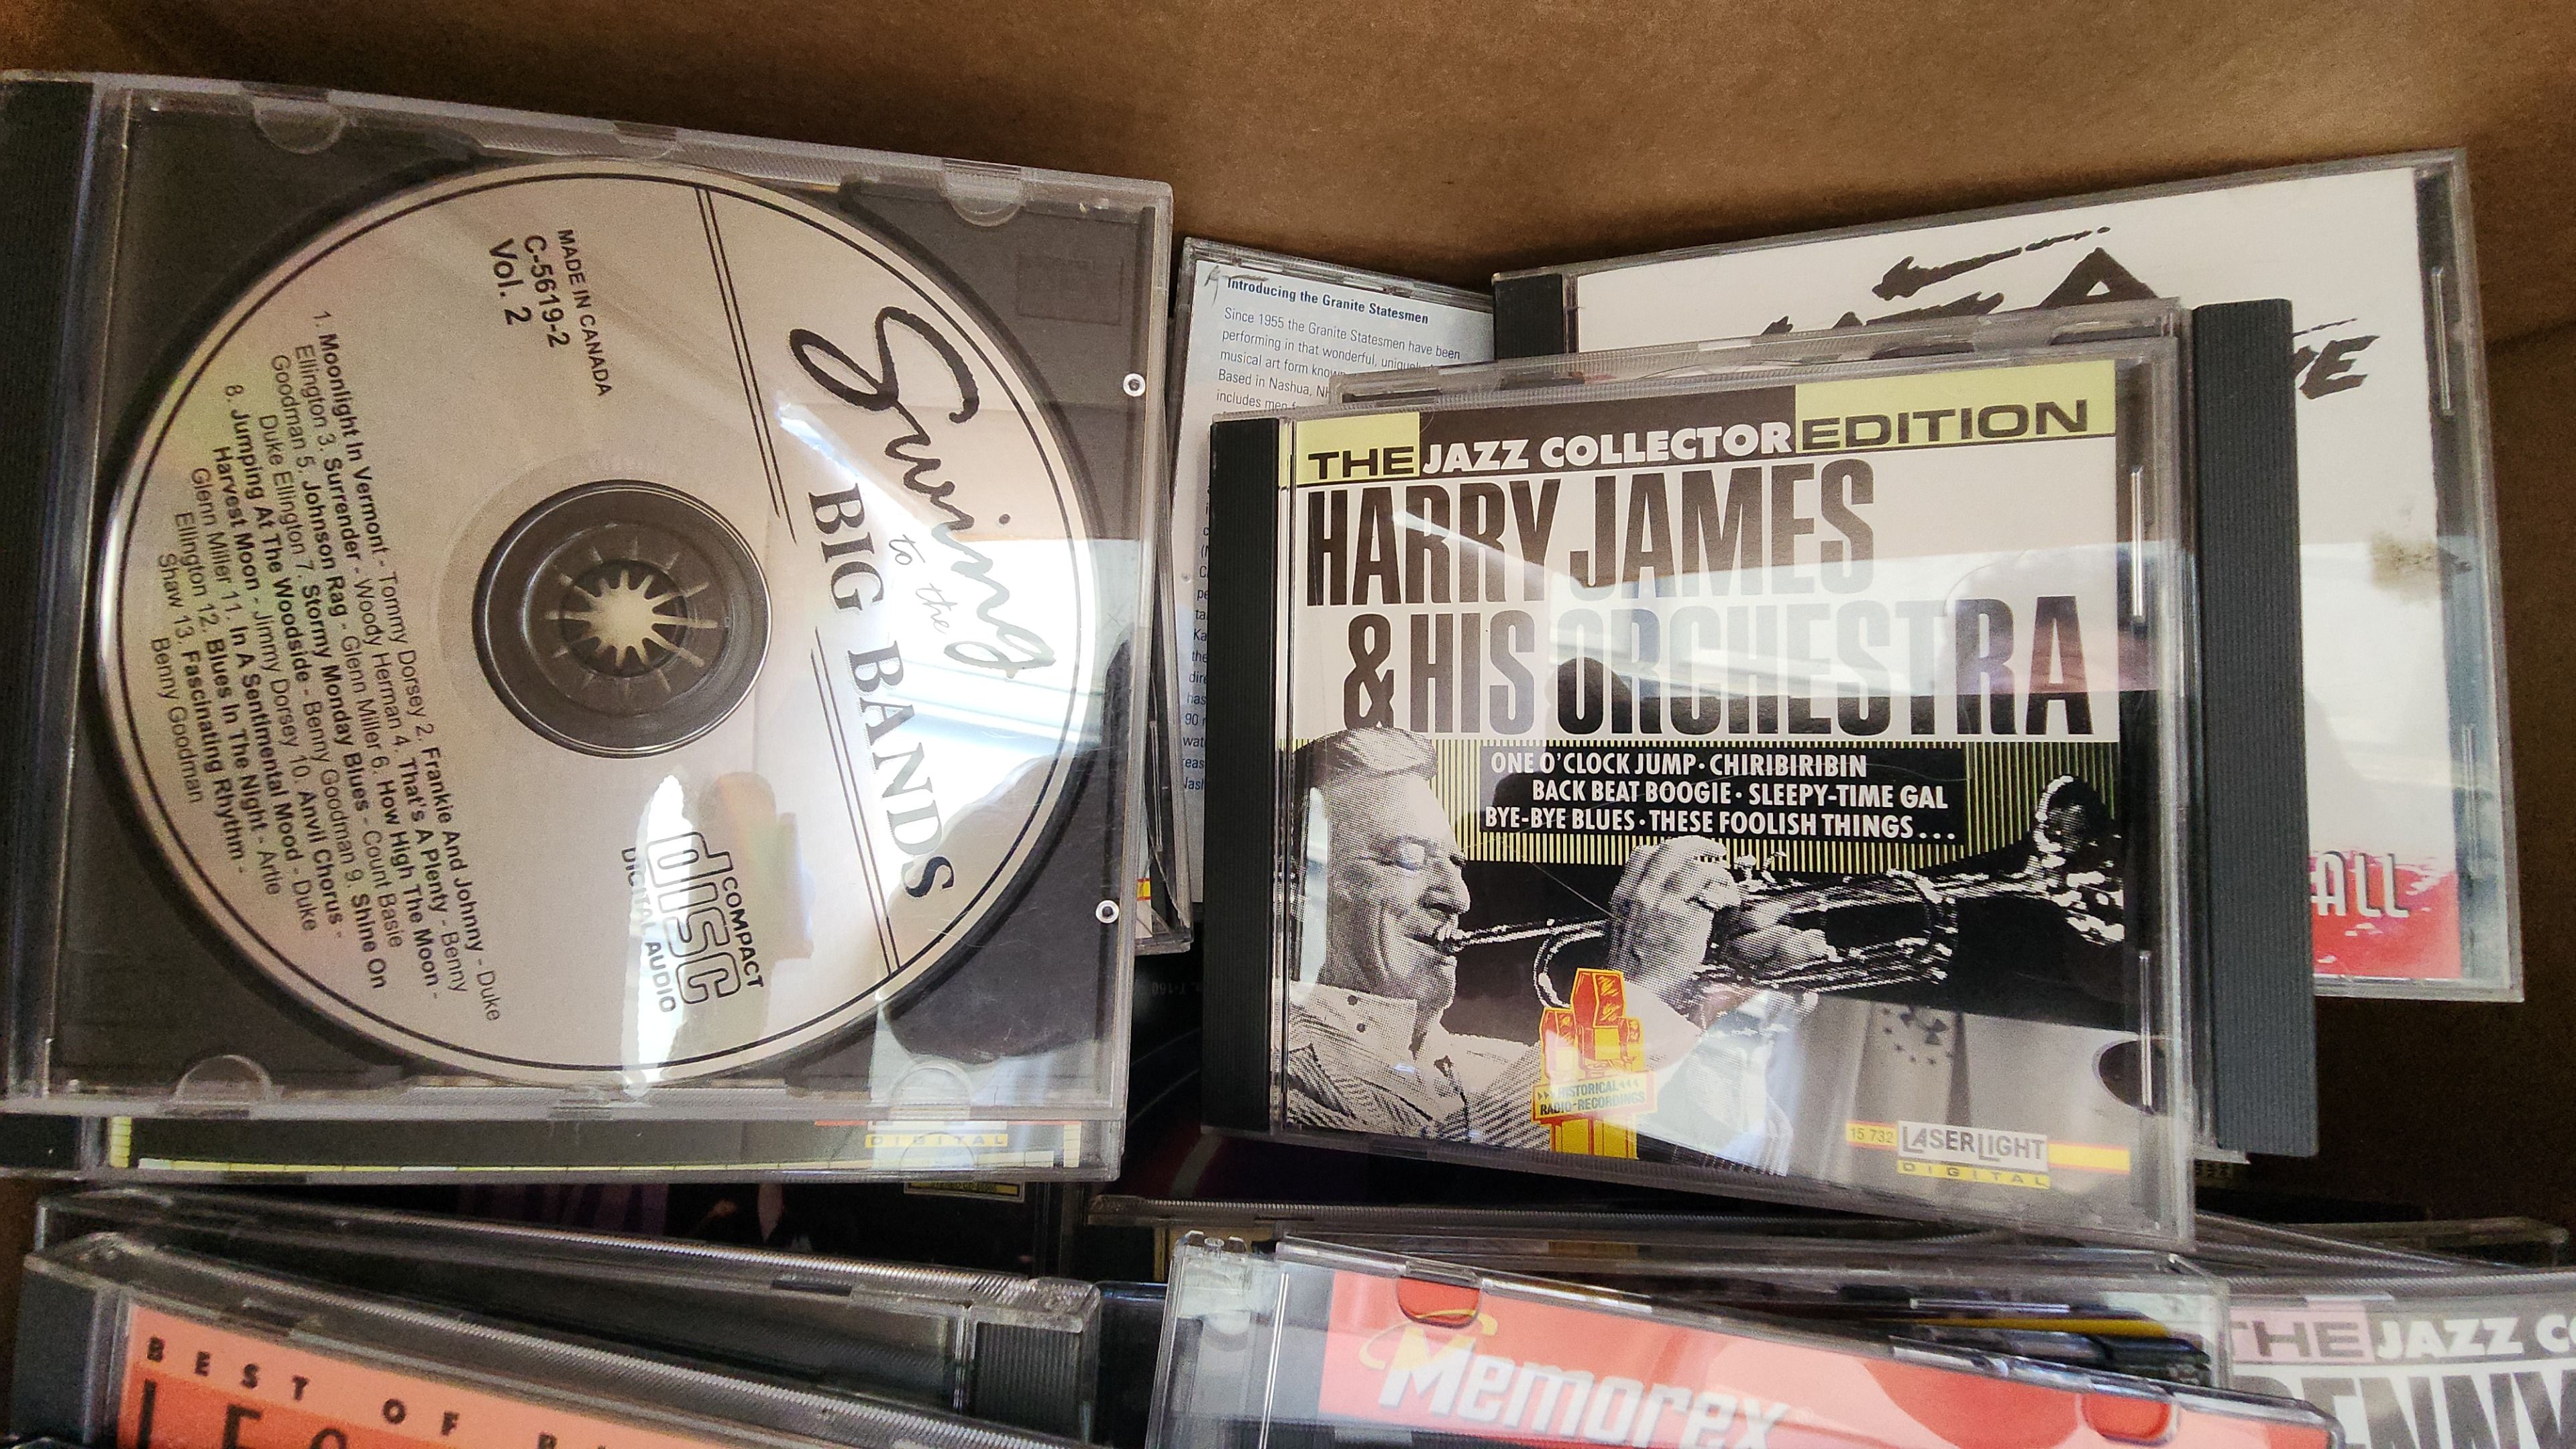 Swing
to the
BIG BANDS
MADE IN CANADA
C-5619-2
Vol. 2
COMPACT
disc
DIGITAL AUDIO
1. Moonlight In Vermont - Tommy Dorsey 2. Frankie And Johnny - Duke
Ellington 3. Surrender - Woody Herman 4. That's A Plenty - Benny
Goodman 5. Johnson Rag - Glenn Miller 6. How High The Moon -
Duke Ellington 7. Stormy Monday Blues - Count Basie
8. Jumping At The Woodside - Benny Goodman 9. Shine On
Harvest Moon - Jimmy Dorsey 10. Anvil Chorus -
Glenn Miller 11. In A Sentimental Mood - Duke
Ellington 12. Blues In The Night - Artie
Shaw 13. Fascinating Rhythm -
Benny Goodman
DIGITAL
Introducing the Granite Statesmen
Since 1955 the Granite Statesmen have been
performing in that wonderful, uniquely
musical art form known
Based in Nashua, NH
includes men
THE JAZZ COLLECTOR EDITION
HARRY JAMES
& HIS ORCHESTRA
ONE O'CLOCK JUMP · CHIRIBIRIBIN
BACK BEAT BOOGIE · SLEEPY-TIME GAL
BYE-BYE BLUES · THESE FOOLISH THINGS...
HISTORICAL
RADIO-RECORDINGS
15 732 LASERLIGHT
DIGITAL
ALL
BEST OF
Memorex
THE JAZZ